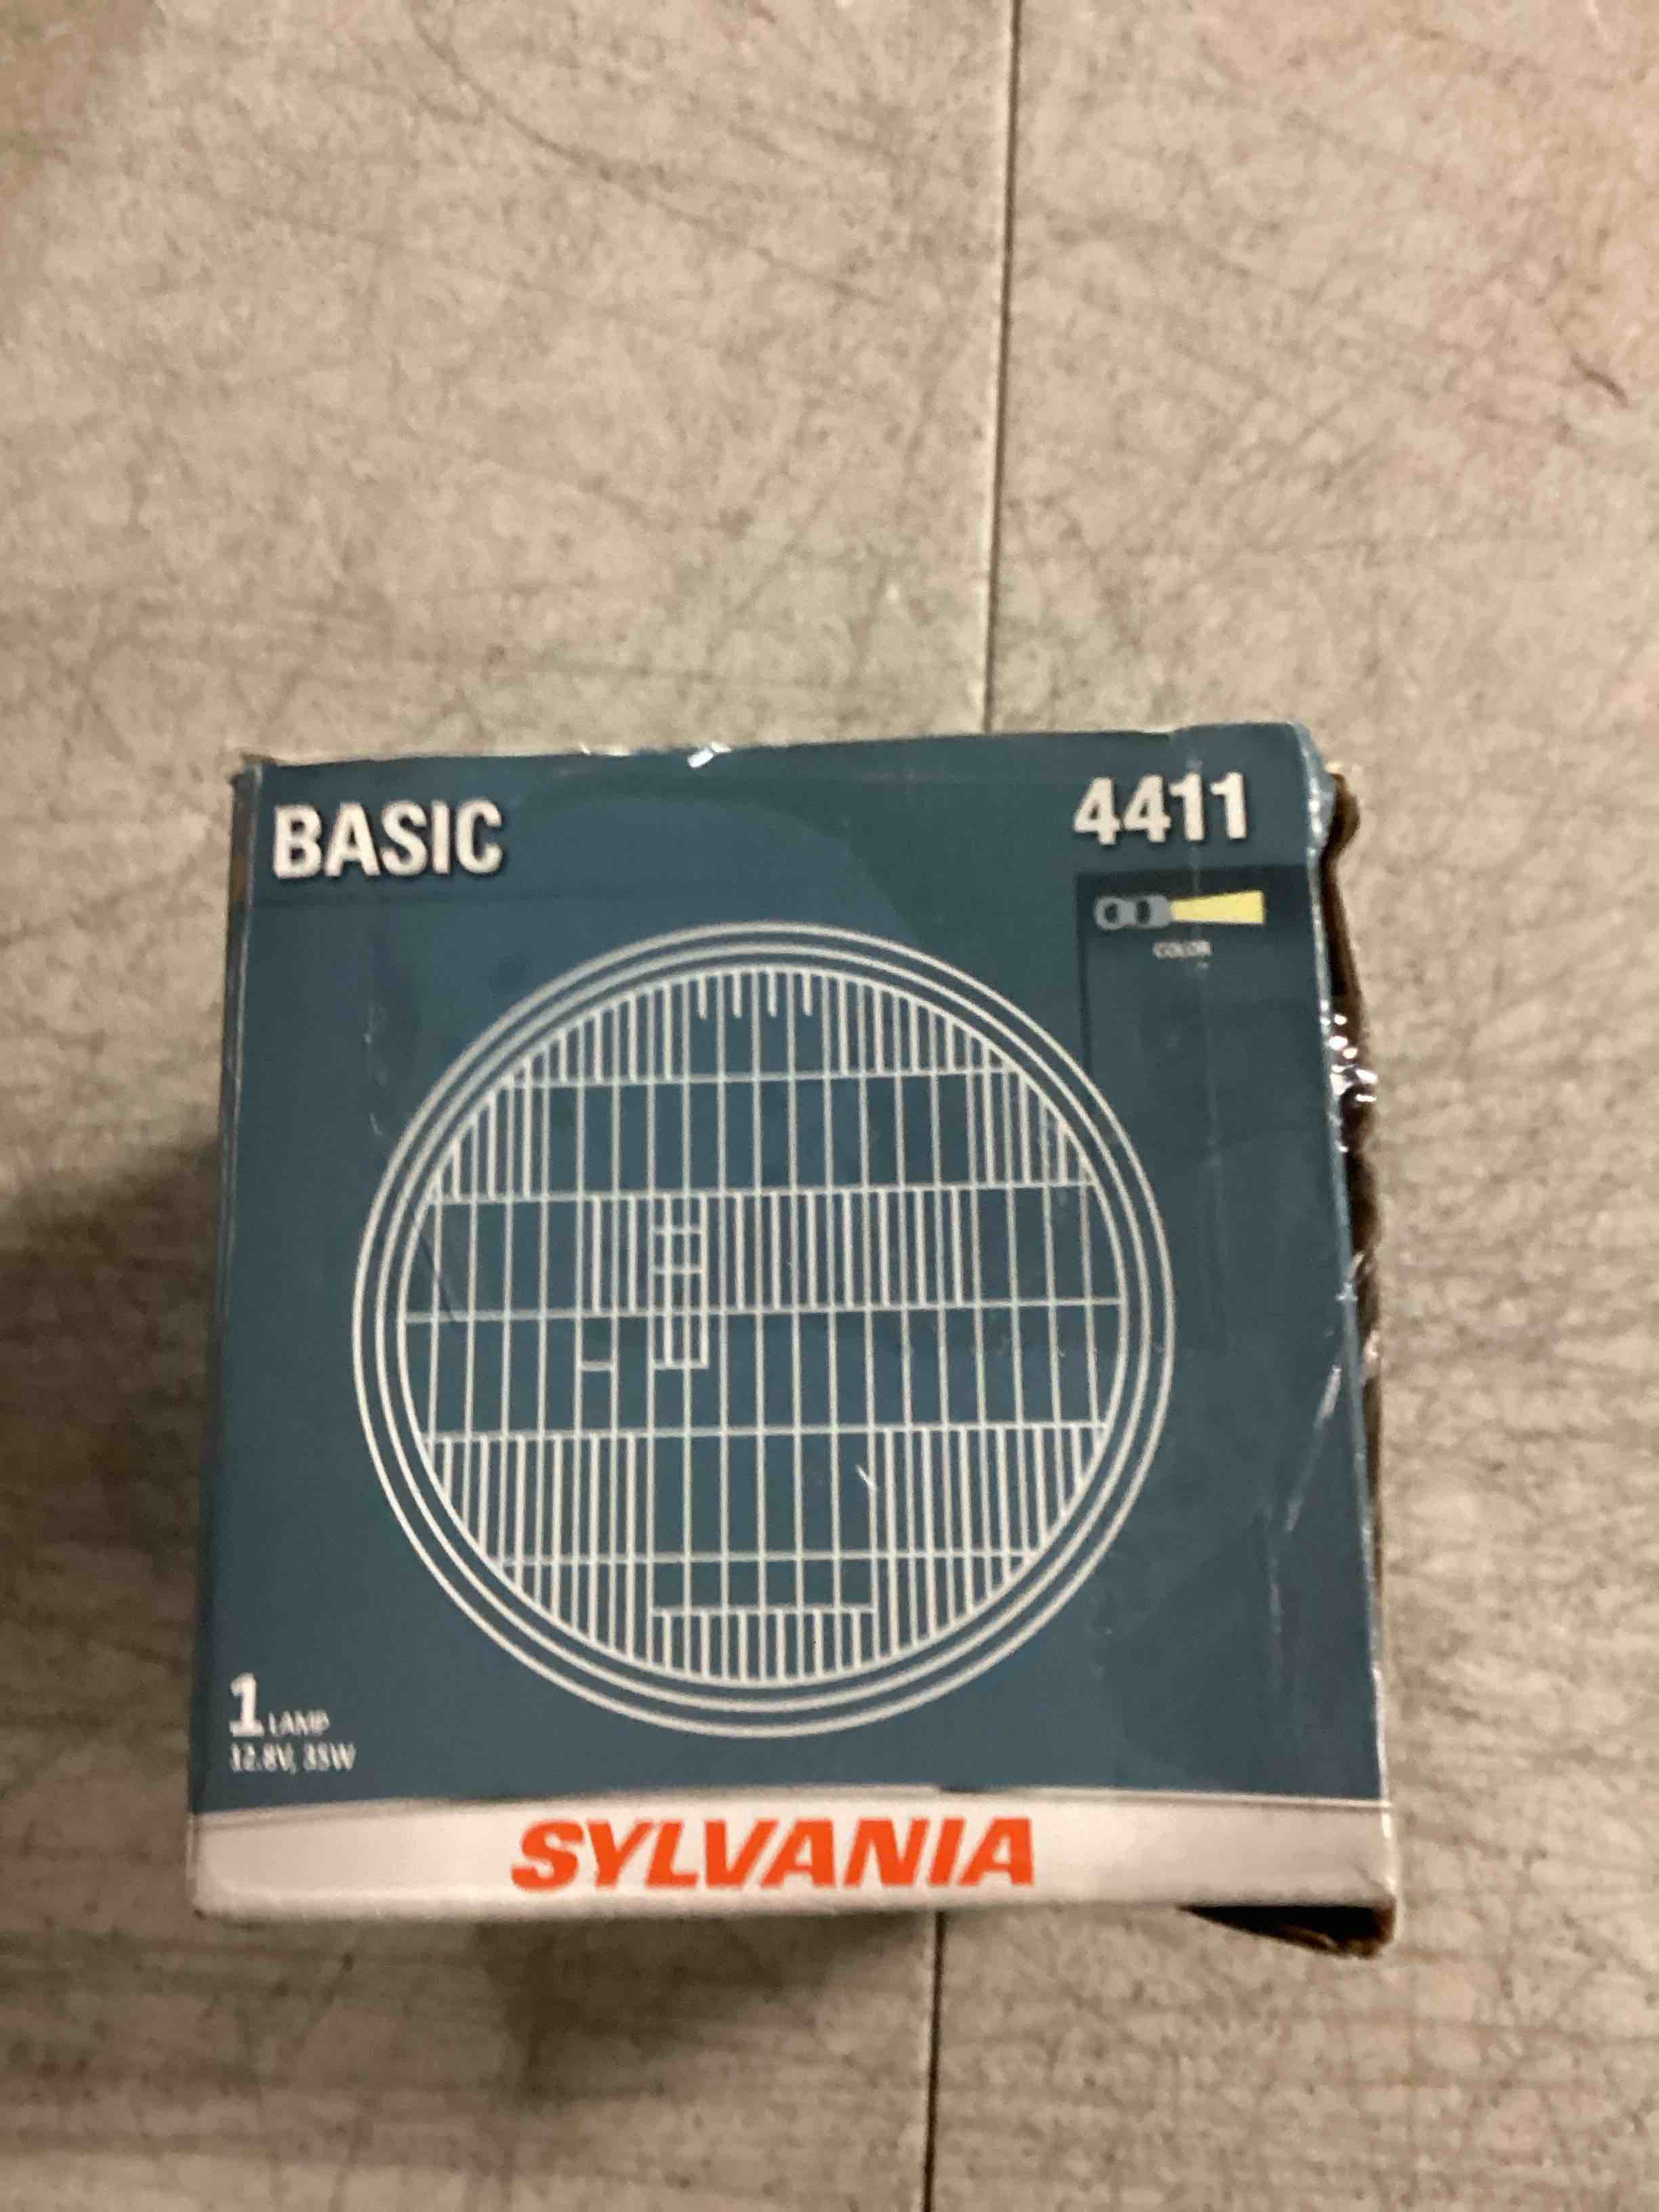 BASIC
4411
COLOR
1 LAMP
12.8V, 35W
SYLVANIA